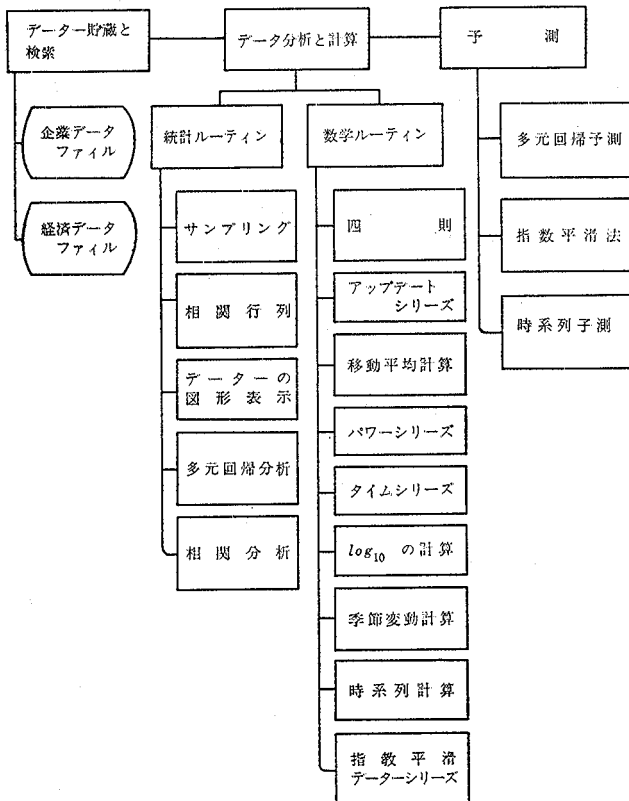 データー貯蔵と
検索
データ分析と計算
予測
企業データ
ファイル
経済データ
ファイル
統計ルーティン
サンプリング
相関行列
データーの
図形表示
多元回帰分析
相関分析
数学ルーティン
四則
アップデート
シリーズ
移動平均計算
パワーシリーズ
タイムシリーズ
log₁₀ の計算
季節変動計算
時系列計算
指数平滑
データーシリーズ
多元回帰予測
指数平滑法
時系列予測